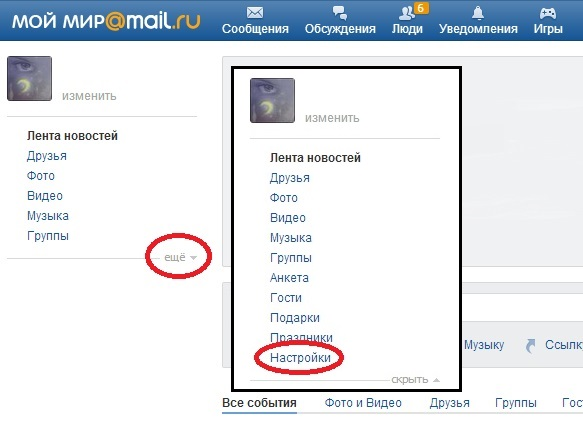 МОЙ МИР@mail.ru
Сообщения
Обсуждения
6
Люди
Уведомления
Игры
изменить
Лента новостей
Друзья
Фото
Видео
Музыка
Группы
ещё
изменить
Лента новостей
Друзья
Фото
Видео
Музыка
Группы
Анкета
Гости
Подарки
Праздники
Настройки
скрыть
Музыку
Ссылк
Все события Фото и Видео Друзья Группы Гос